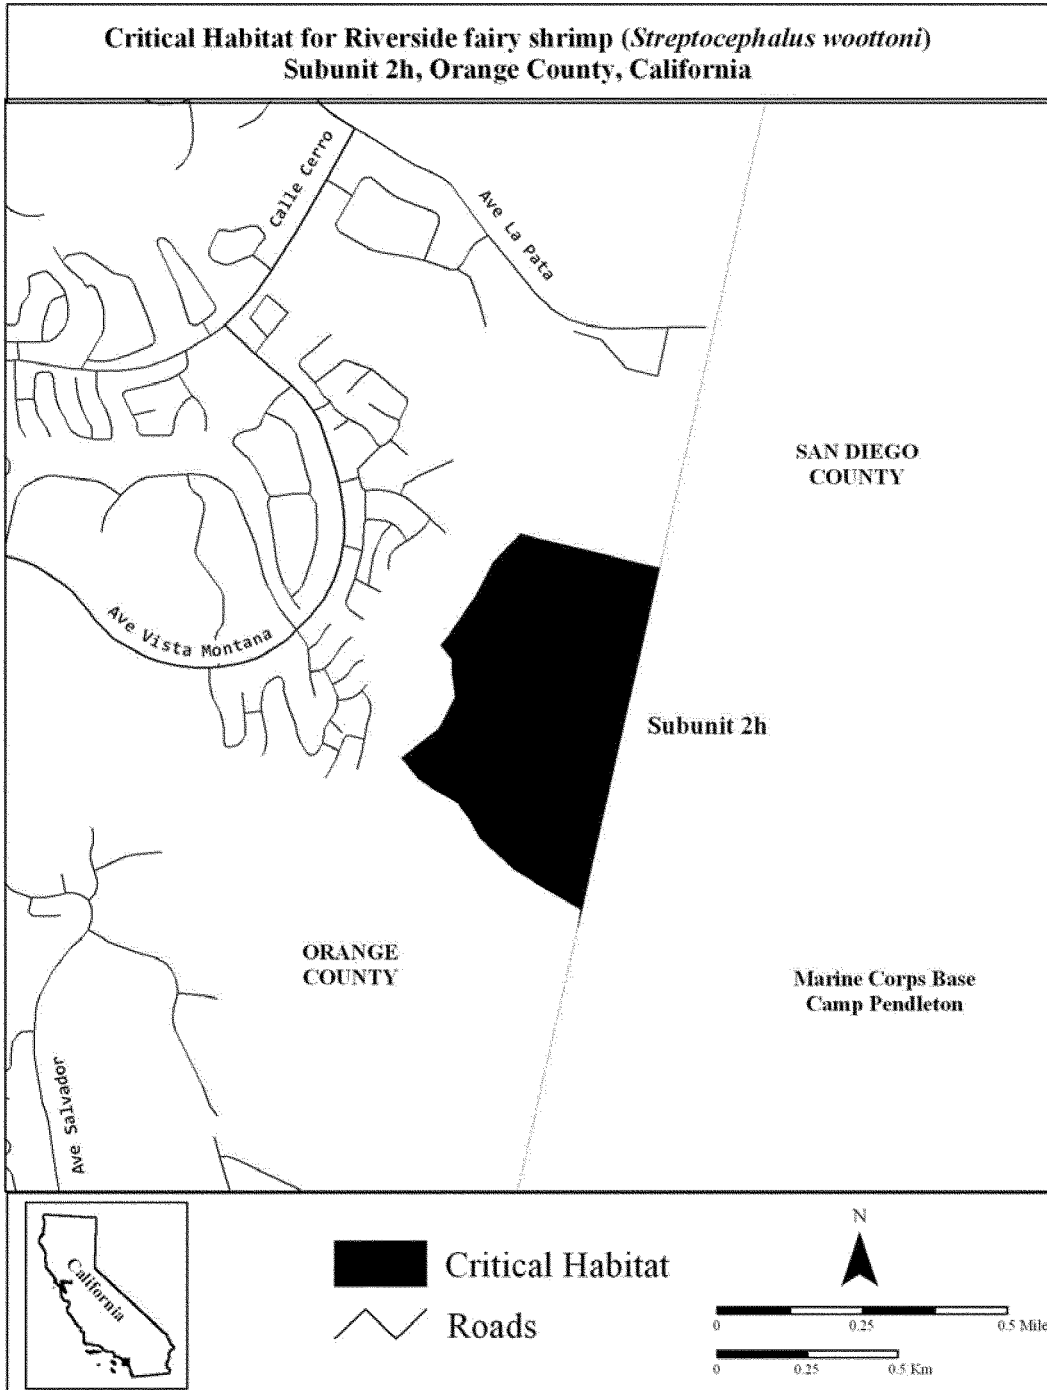 Critical Habitat for Riverside fairy shrimp (Streptocephalus woottoni)
Subunit 2h, Orange County, California
Calle Cerro
Ave La Pata
SAN DIEGO
COUNTY
Ave Vista Montana
Subunit 2h
ORANGE
COUNTY
Marine Corps Base
Camp Pendleton
Ave Salvador
California
Critical Habitat
Roads
N
0 0.25 0.5 Mile
0 0.25 0.5 Km